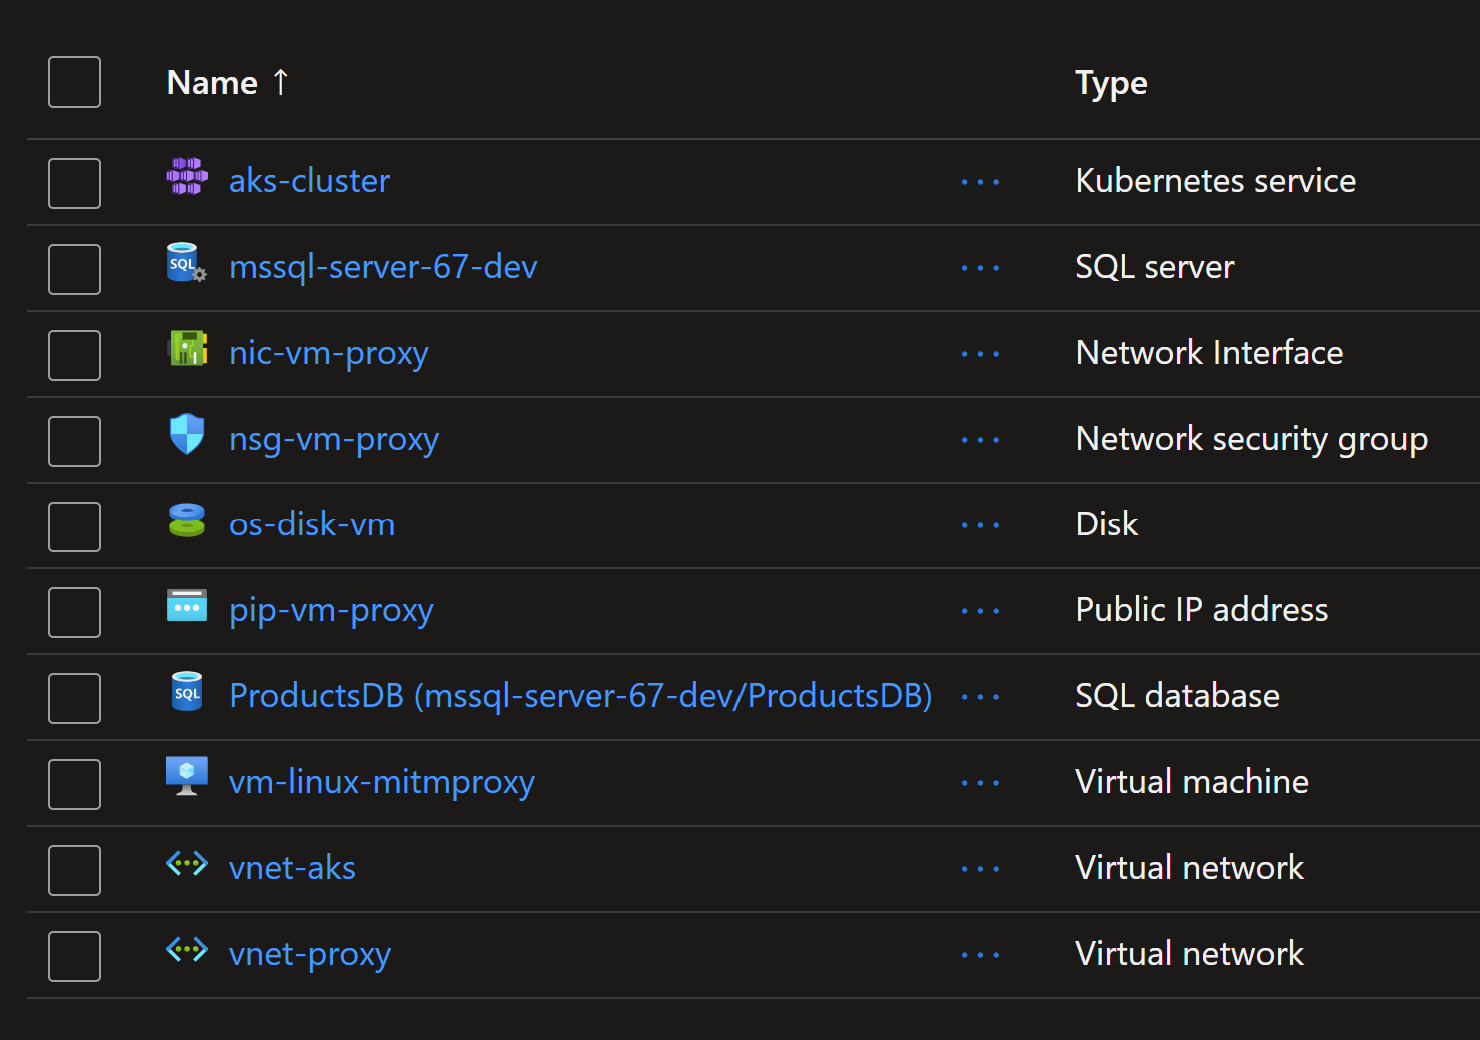 Name ↑ Type
aks-cluster ··· Kubernetes service
SQL mssql-server-67-dev ··· SQL server
nic-vm-proxy ··· Network Interface
nsg-vm-proxy ··· Network security group
os-disk-vm ··· Disk
pip-vm-proxy ··· Public IP address
SQL ProductsDB (mssql-server-67-dev/ProductsDB) ··· SQL database
vm-linux-mitmproxy ··· Virtual machine
vnet-aks ··· Virtual network
vnet-proxy ··· Virtual network